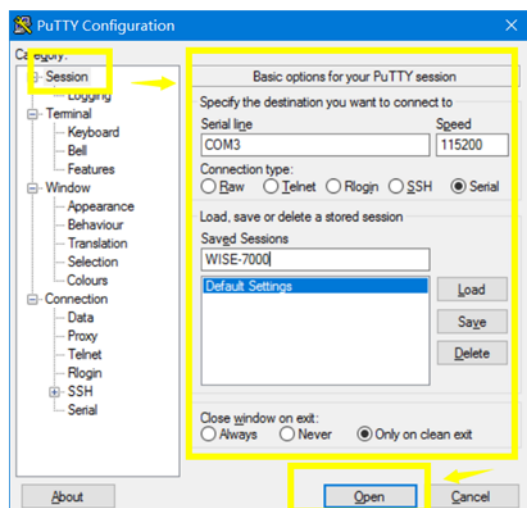 PuTTY Configuration
Category:
Session
Logging
Terminal
Keyboard
Bell
Features
Window
Appearance
Behaviour
Translation
Selection
Colours
Connection
Data
Proxy
Telnet
Rlogin
SSH
Serial
Basic options for your PuTTY session
Specify the destination you want to connect to
Serial line Speed
COM3 115200
Connection type:
Raw Telnet Rlogin SSH Serial
Load, save or delete a stored session
Saved Sessions
WISE-7000
Default Settings
Load
Save
Delete
Close window on exit:
Always Never Only on clean exit
About Open Cancel